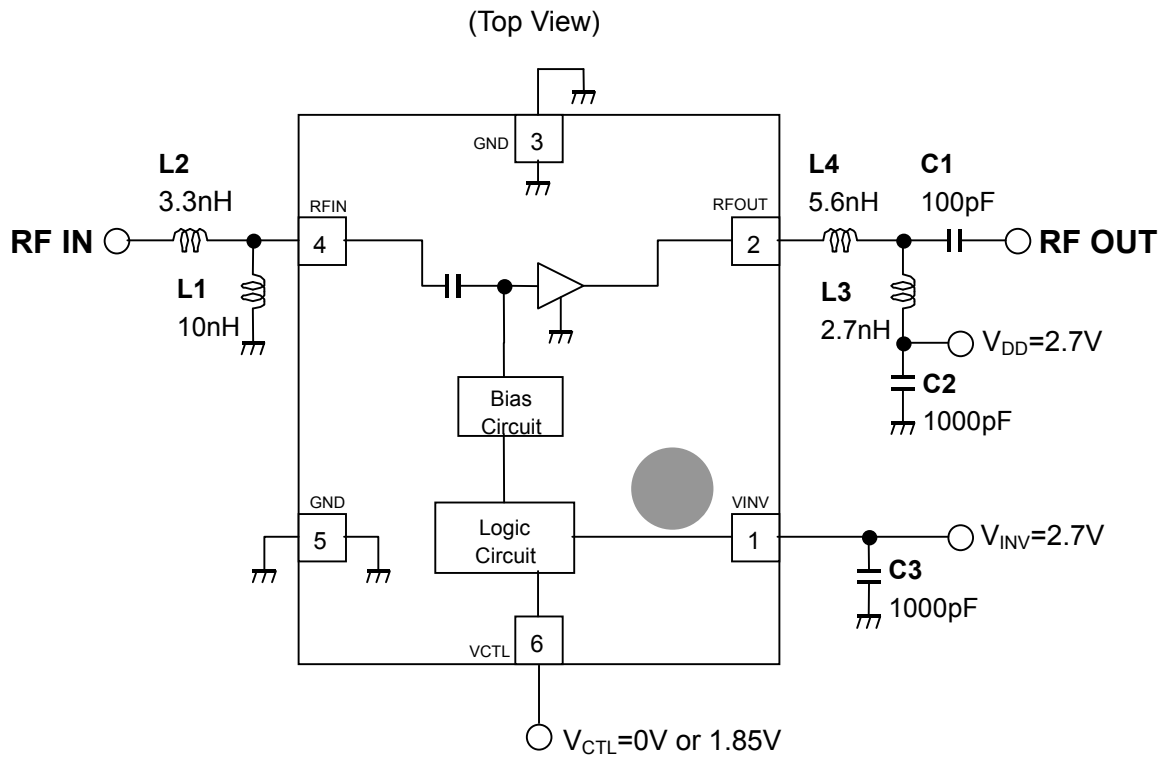 (Top View)
GND
3
L2
3.3nH
L4
5.6nH
C1
100pF
RFIN
4
RFOUT
2
RF IN
RF OUT
L1
10nH
L3
2.7nH
VDD=2.7V
C2
1000pF
Bias
Circuit
GND
5
Logic
Circuit
VINV
1
VINV=2.7V
C3
1000pF
VCTL
6
VCTL=0V or 1.85V